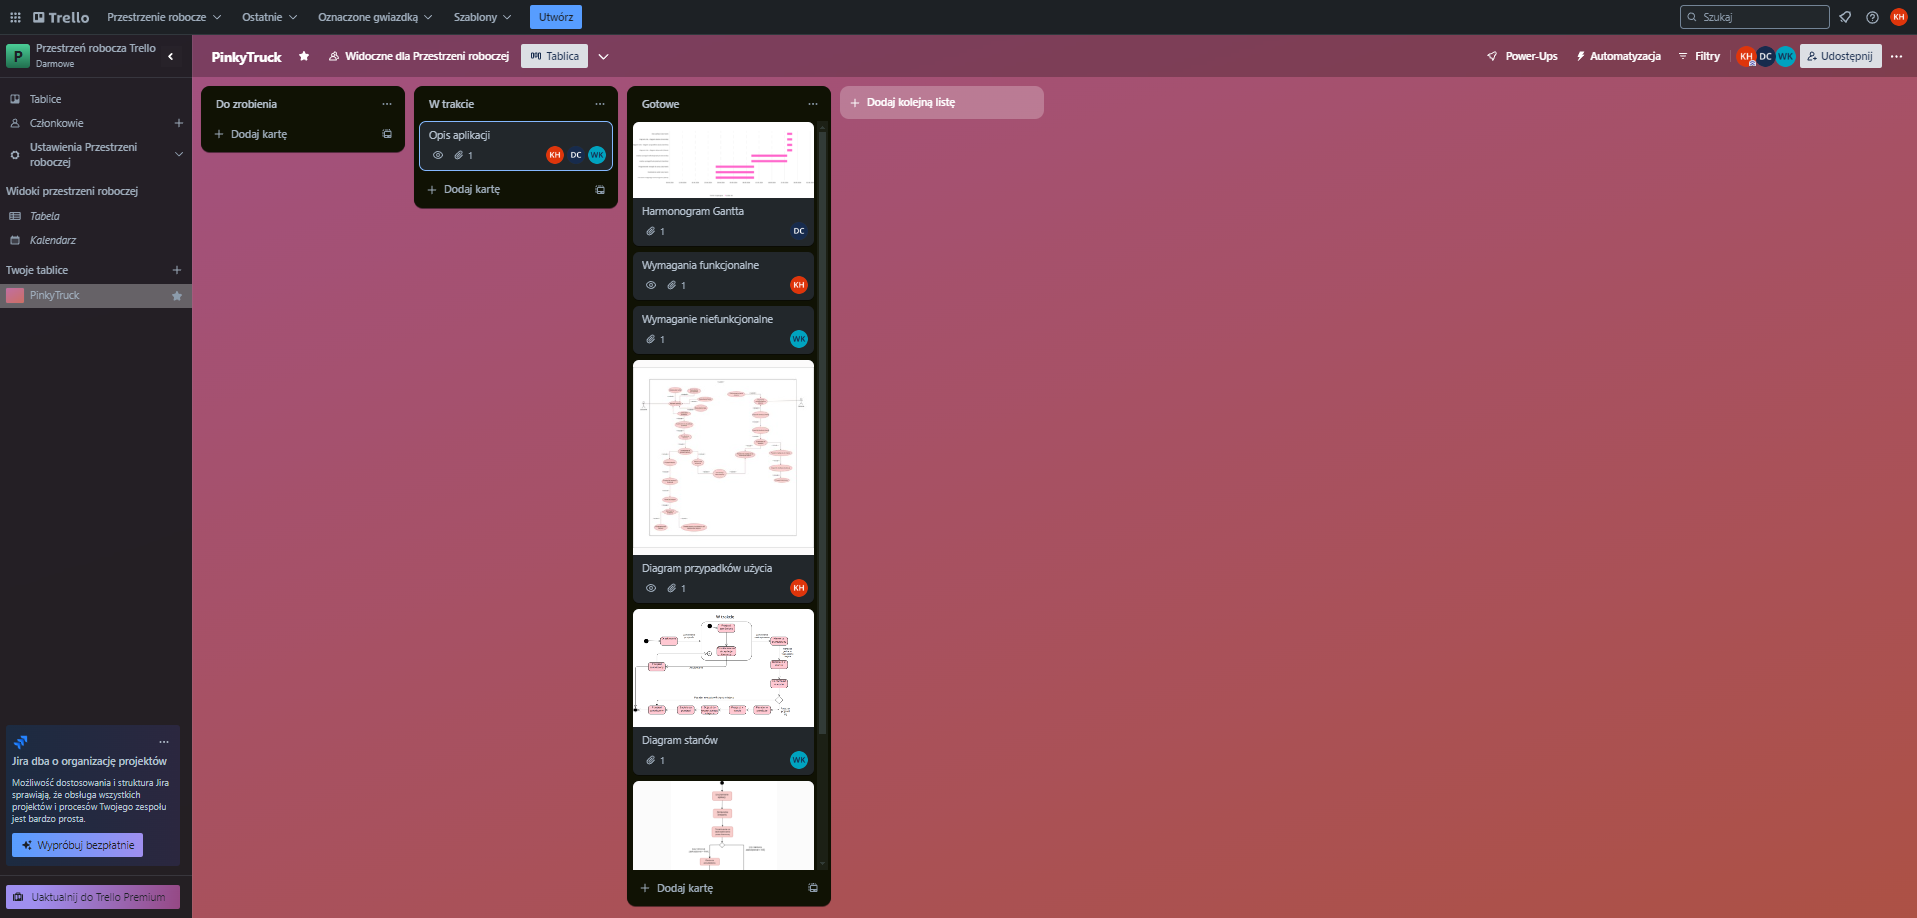 Trello
Przestrzenie robocze
Ostatnie
Oznaczone gwiazdką
Szablony
Utwórz
Szukaj
KH
P
Przestrzeń robocza Trello
Darmowe
PinkyTruck
Widoczne dla Przestrzeni roboczej
Tablica
Power-Ups
Automatyzacja
Filtry
KH
DC
WK
Udostępnij
Tablice
Członkowie
Ustawienia Przestrzeni
roboczej
Widoki przestrzeni roboczej
Tabela
Kalendarz
Twoje tablice
PinkyTruck
Jira dba o organizację projektów
Możliwość dostosowania i struktura Jira
sprawiają, że obsługa wszystkich
projektów i procesów Twojego zespołu
jest bardzo prosta.
Wypróbuj bezpłatnie
Uaktualnij do Trello Premium
Do zrobienia
Dodaj kartę
W trakcie
Opis aplikacji
1
KH
DC
WK
Dodaj kartę
Gotowe
Harmonogram Gantta
1
DC
Wymagania funkcjonalne
1
KH
Wymaganie niefunkcjonalne
1
WK
Diagram przypadków użycia
1
KH
W trakcie
Diagram stanów
1
WK
Dodaj kartę
Dodaj kolejną listę